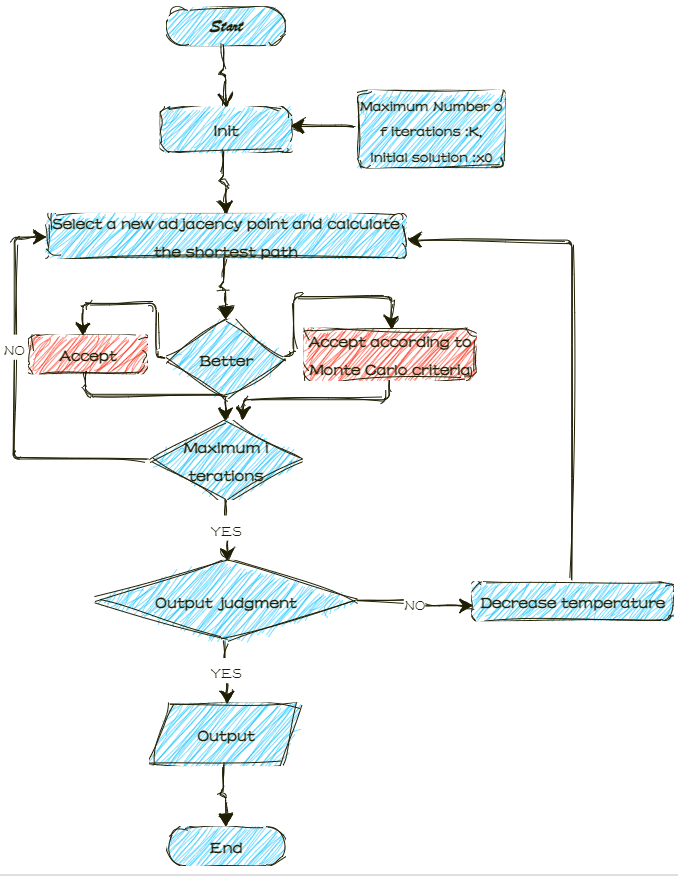 Start
Init
Maximum Number o
f iterations :K,
initial solution :x0
Select a new adjacency point and calculate
the shortest path
NO
Accept
Better
Accept according to
Monte Carlo criteria
Maximum i
terations
YES
Output judgment
NO
Decrease temperature
YES
Output
End